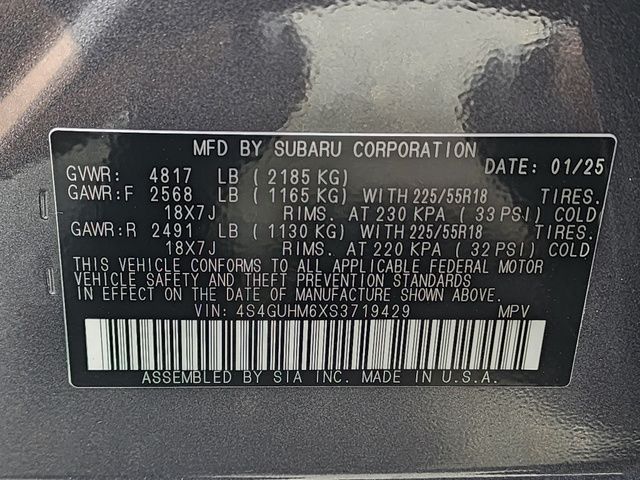 MFD BY SUBARU CORPORATION
DATE: 01/25
GVWR: 4817 LB ( 2185 KG)
GAWR:F 2568 LB ( 1165 KG) WITH 225/55R18 TIRES.
18X7J RIMS. AT 230 KPA ( 33 PSI) COLD
GAWR:R 2491 LB ( 1130 KG) WITH 225/55R18 TIRES.
18X7J RIMS. AT 220 KPA ( 32 PSI) COLD
THIS VEHICLE CONFORMS TO ALL APPLICABLE FEDERAL MOTOR
VEHICLE SAFETY AND THEFT PREVENTION STANDARDS
IN EFFECT ON THE DATE OF MANUFACTURE SHOWN ABOVE.
VIN: 4S4GUHM6XS3719429 MPV
ASSEMBLED BY SIA INC. MADE IN U.S.A.